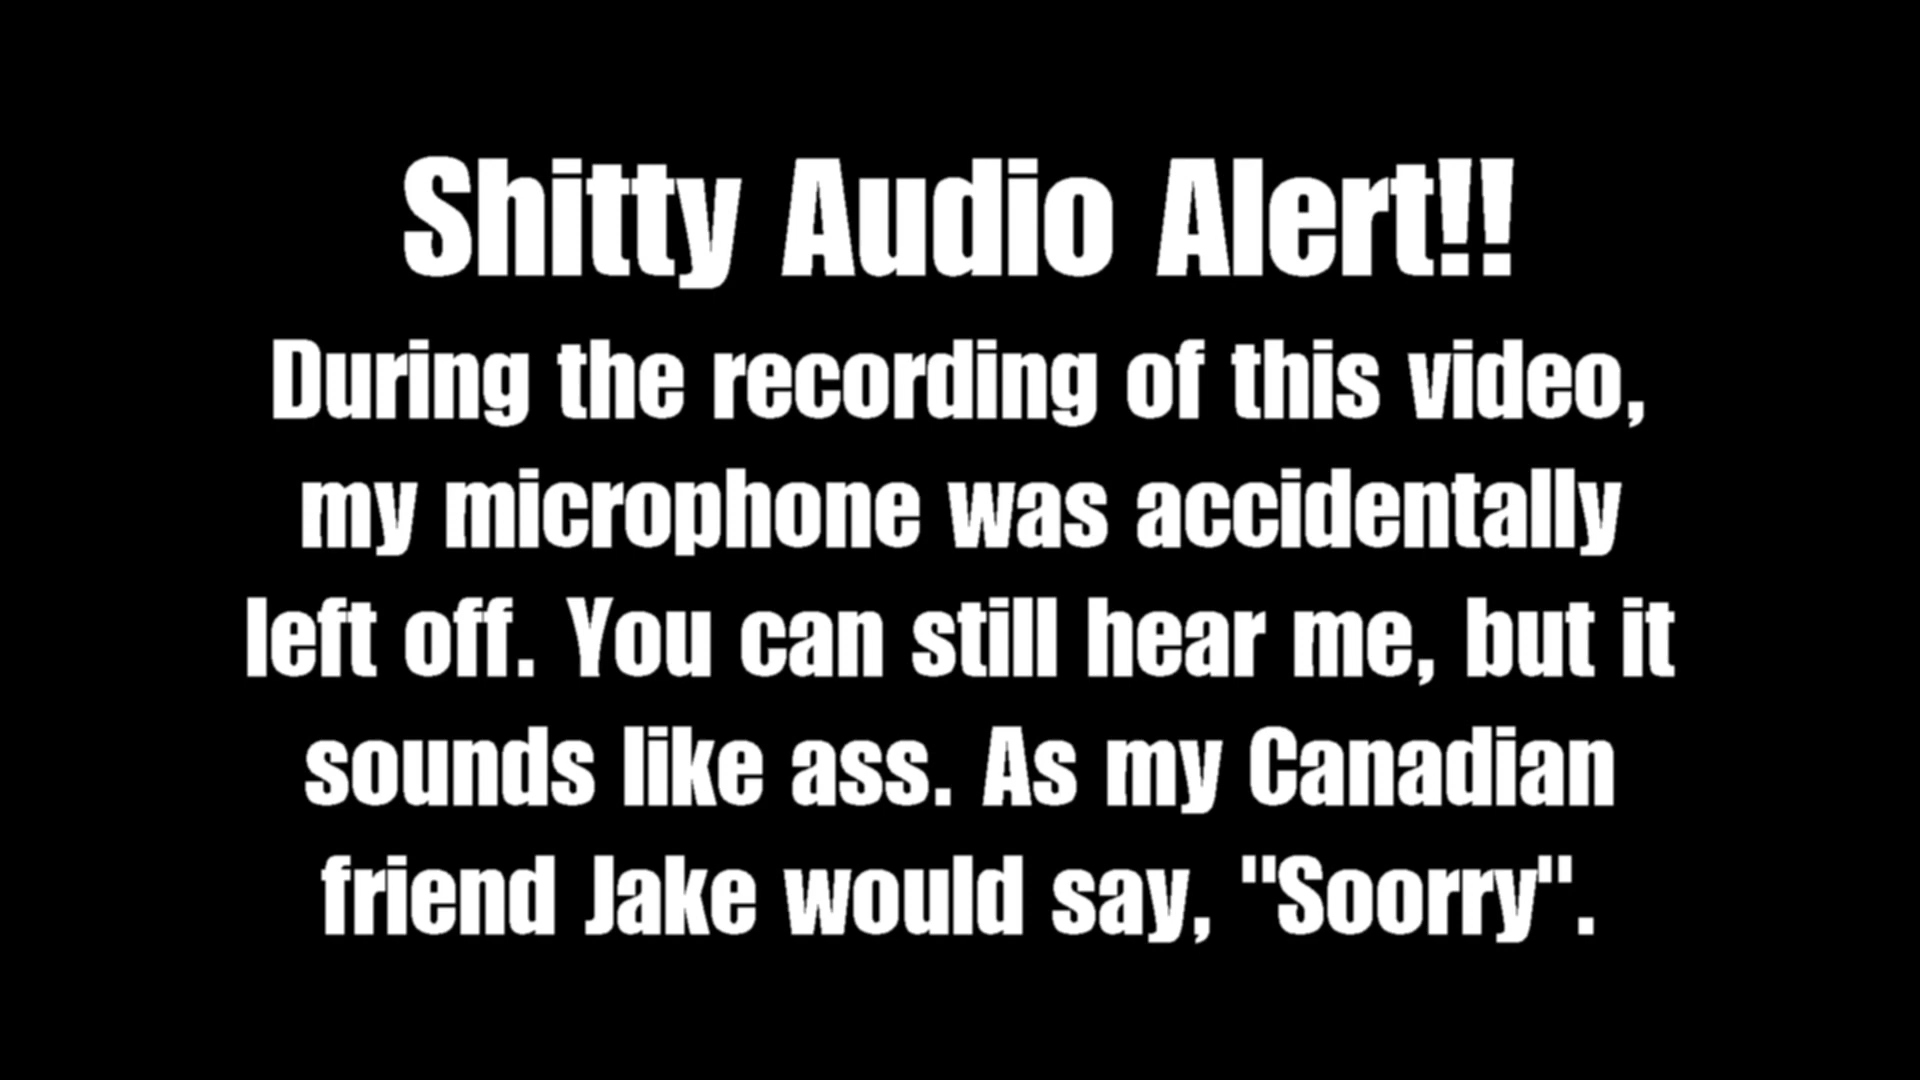 Shitty Audio Alert!!
During the recording of this video,
my microphone was accidentally
left off. You can still hear me, but it
sounds like ass. As my Canadian
friend Jake would say, "Soorry".